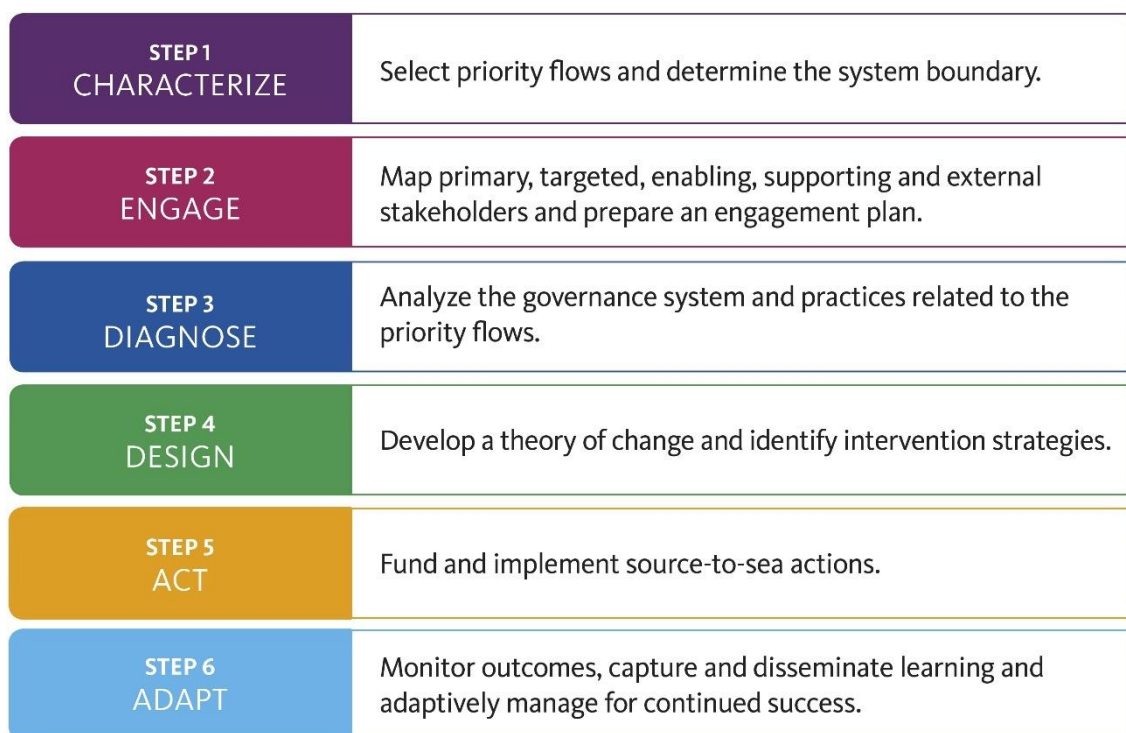 STEP 1
CHARACTERIZE
Select priority flows and determine the system boundary.
STEP 2
ENGAGE
Map primary, targeted, enabling, supporting and external
stakeholders and prepare an engagement plan.
STEP 3
DIAGNOSE
Analyze the governance system and practices related to the
priority flows.
STEP 4
DESIGN
Develop a theory of change and identify intervention strategies.
STEP 5
ACT
Fund and implement source-to-sea actions.
STEP 6
ADAPT
Monitor outcomes, capture and disseminate learning and
adaptively manage for continued success.